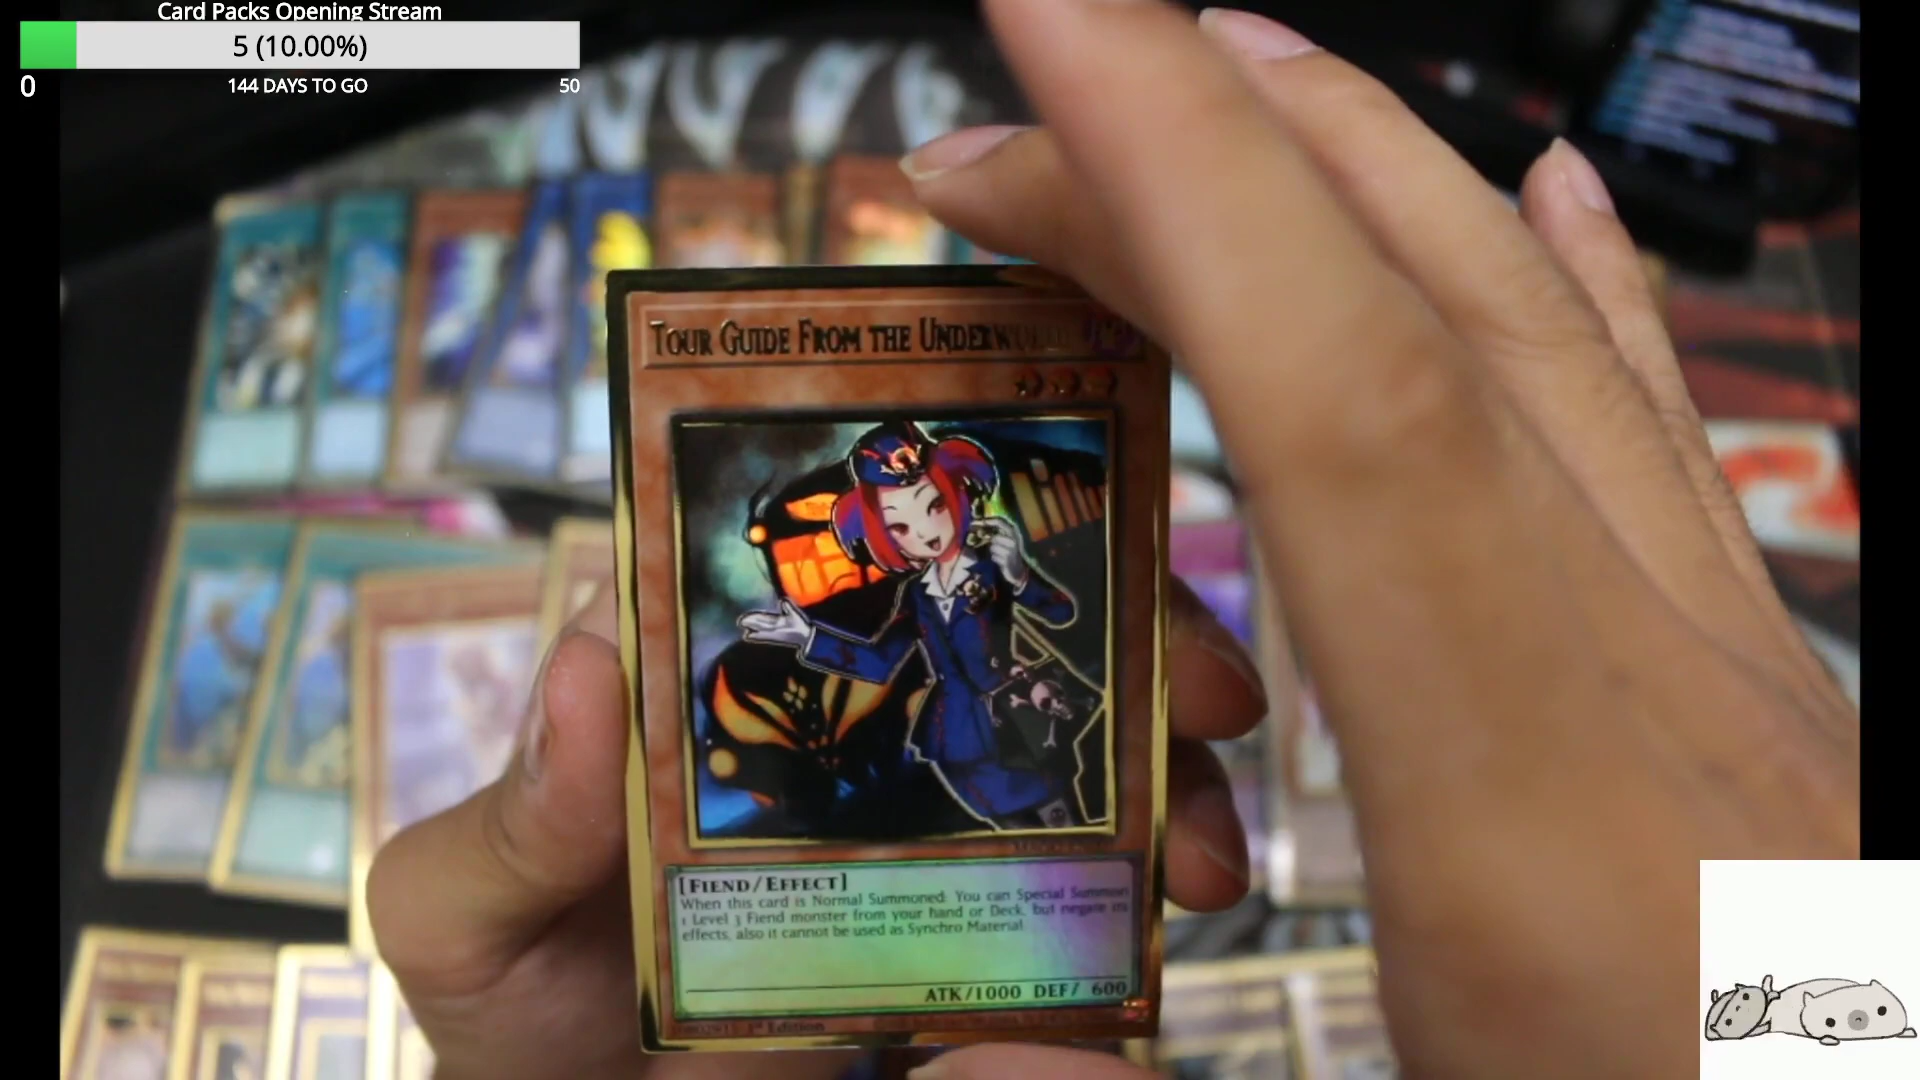 Card Packs Opening Stream
5 (10.00%)
0
144 DAYS TO GO
50
TOUR GUIDE FROM THE
[FIEND/EFFECT]
When this card is Normal Summoned: You can Special Summon
1 Level 3 Fiend monster from your hand or Deck, but negate its
effects, also it cannot be used as Synchro Material.
ATK/1000 DEF/ 600
1st Edition